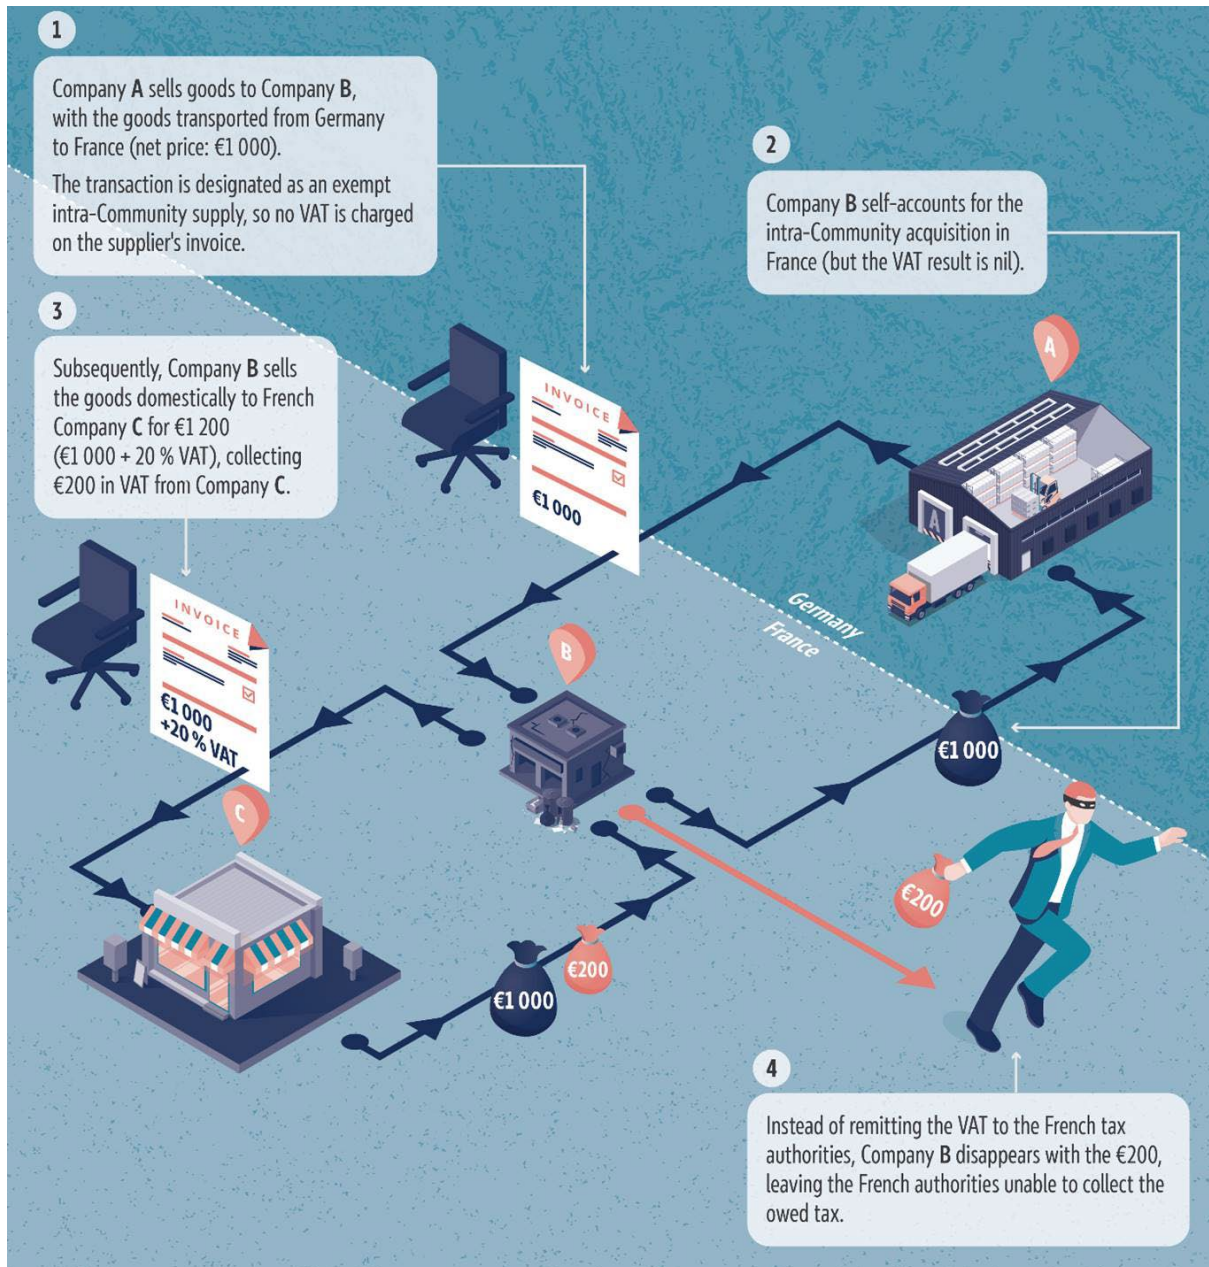 1
Company A sells goods to Company B,
with the goods transported from Germany
to France (net price: €1 000).
The transaction is designated as an exempt
intra-Community supply, so no VAT is charged
on the supplier's invoice.
2
Company B self-accounts for the
intra-Community acquisition in
France (but the VAT result is nil).
3
Subsequently, Company B sells
the goods domestically to French
Company C for €1 200
(€1 000 + 20 % VAT), collecting
€200 in VAT from Company C.
A
INVOICE
€1 000
A
Germany
France
INVOICE
€1 000
+20 % VAT
B
€1 000
C
€200
€1 000
€200
4
Instead of remitting the VAT to the French tax
authorities, Company B disappears with the €200,
leaving the French authorities unable to collect the
owed tax.